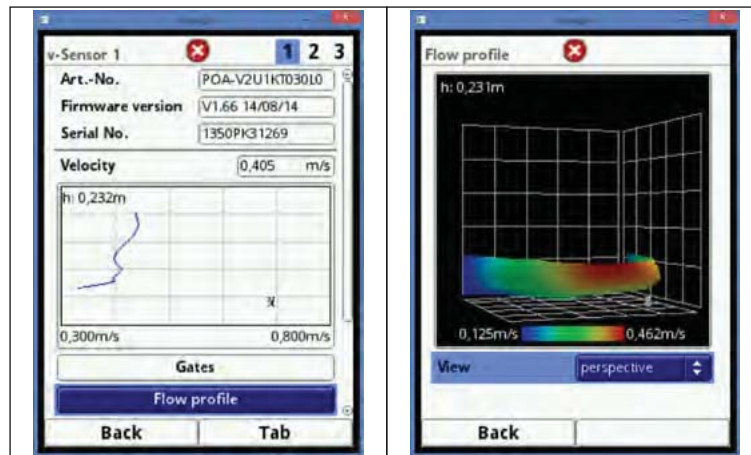 v-Sensor 1 1 2 3
Art.-No. POA-V2U1KT030L0
Firmware version V1.66 14/08/14
Serial No. 1350PK31269
Velocity 0,405 m/s
h: 0,232m
0,300m/s 0,800m/s
Gates
Flow profile
Back Tab
Flow profile
h: 0,231m
0,125m/s 0,462m/s
View perspective
Back